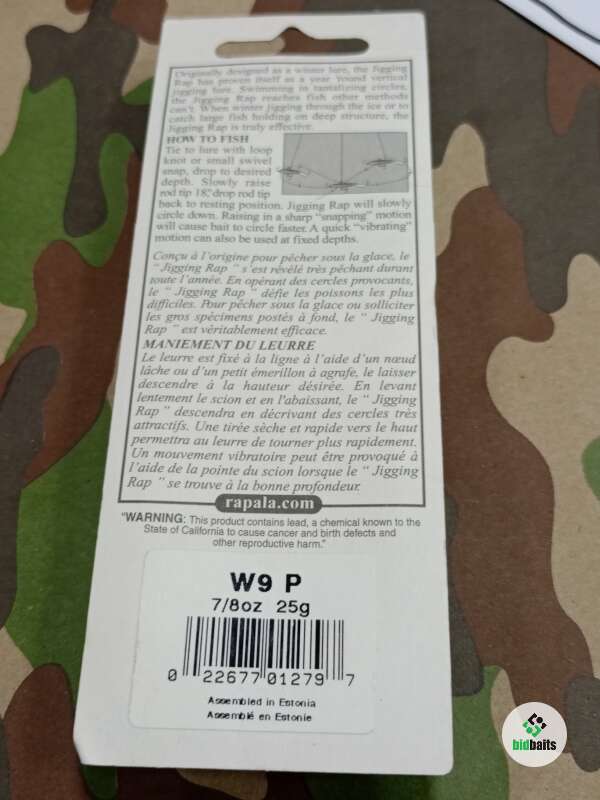 Originally designed as a winter lure, the Jigging
Rap has proven itself as a year 'round vertical
jigging lure. Swimming in tantalizing circles,
the Jigging Rap reaches fish other methods
can't. When winter jigging through the ice or to
catch large fish holding on deep structure, the
Jigging Rap is truly effective.
HOW TO FISH
Tie to lure with loop
knot or small swivel
snap, drop to desired
depth. Slowly raise
rod tip 18", drop rod tip
back to resting position. Jigging Rap will slowly
circle down. Raising in a sharp "snapping" motion
will cause bait to circle faster. A quick "vibrating"
motion can also be used at fixed depths.
Conçu à l'origine pour pêcher sous la glace, le
" Jigging Rap " s'est révélé très pêchant durant
toute l'année. En opérant des cercles provocants,
le " Jigging Rap " défie les poissons les plus
difficiles. Pour pêcher sous la glace ou solliciter
les gros spécimens postés à fond, le " Jigging
Rap " est véritablement efficace.
MANIEMENT DU LEURRE
Le leurre est fixé à la ligne à l'aide d'un nœud
lâche ou d'un petit émerillon à agrafe, le laisser
descendre à la hauteur désirée. En levant
lentement le scion et en l'abaissant, le " Jigging
Rap " descendra en décrivant des cercles très
attractifs. Une tirée sèche et rapide vers le haut
permettra au leurre de tourner plus rapidement.
Un mouvement vibratoire peut être provoqué à
l'aide de la pointe du scion lorsque le " Jigging
Rap " se trouve à la bonne profondeur.
rapala.com
"WARNING: This product contains lead, a chemical known to the
State of California to cause cancer and birth defects and
other reproductive harm."
W9 P
7/8oz 25g
0 22677 01279 7
Assembled in Estonia
Assemblé en Estonie
bidbaits